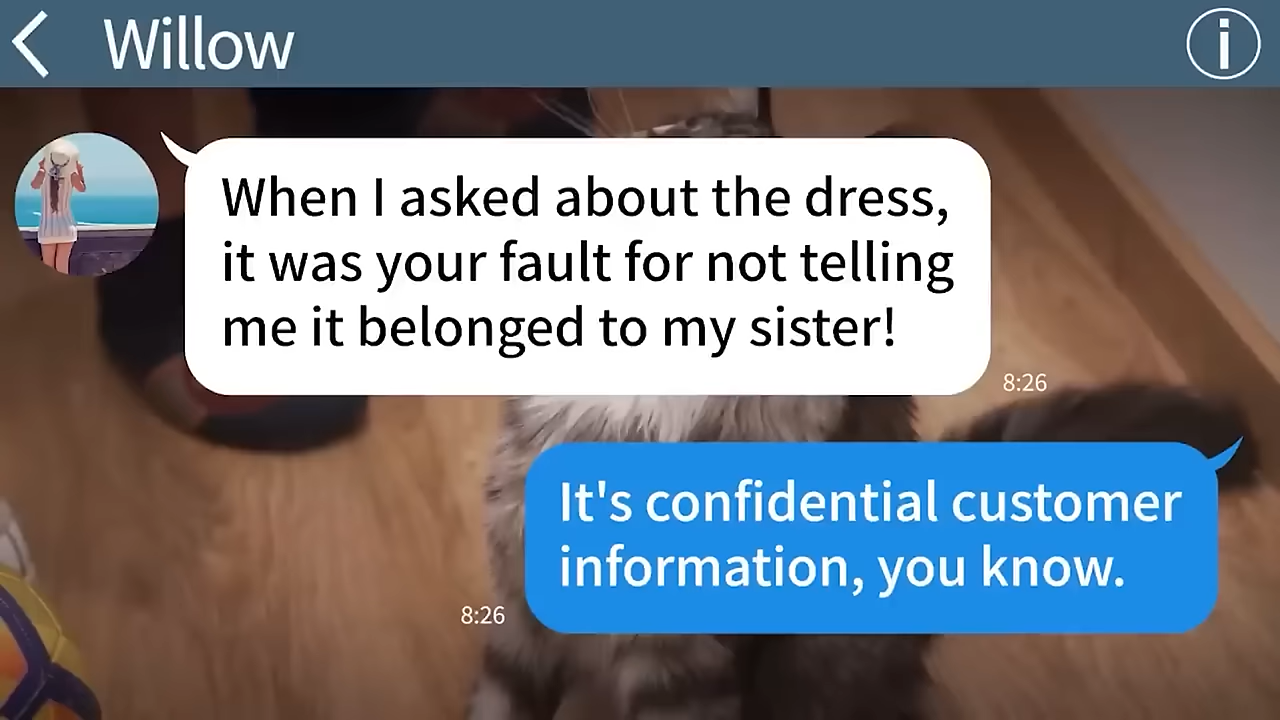 Willow
When I asked about the dress,
it was your fault for not telling
me it belonged to my sister!
8:26
It's confidential customer
information, you know.
8:26